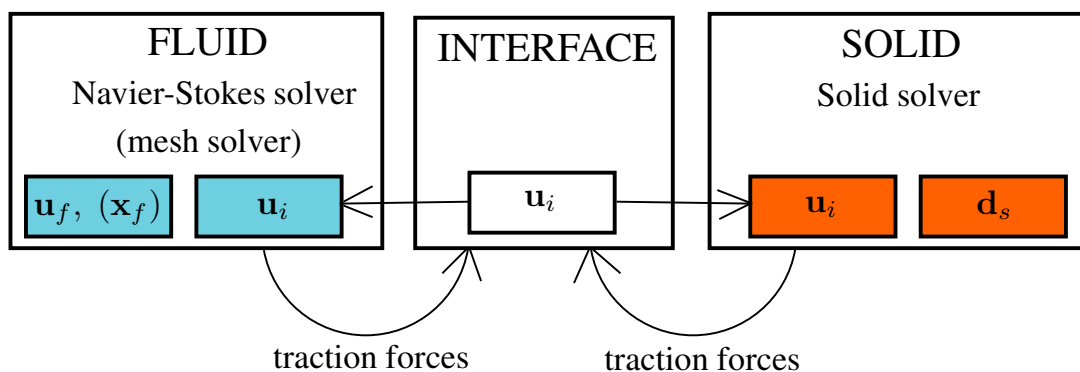 FLUID
Navier-Stokes solver
(mesh solver)
u_f, (x_f)
u_i
INTERFACE
u_i
SOLID
Solid solver
u_i
d_s
traction forces
traction forces